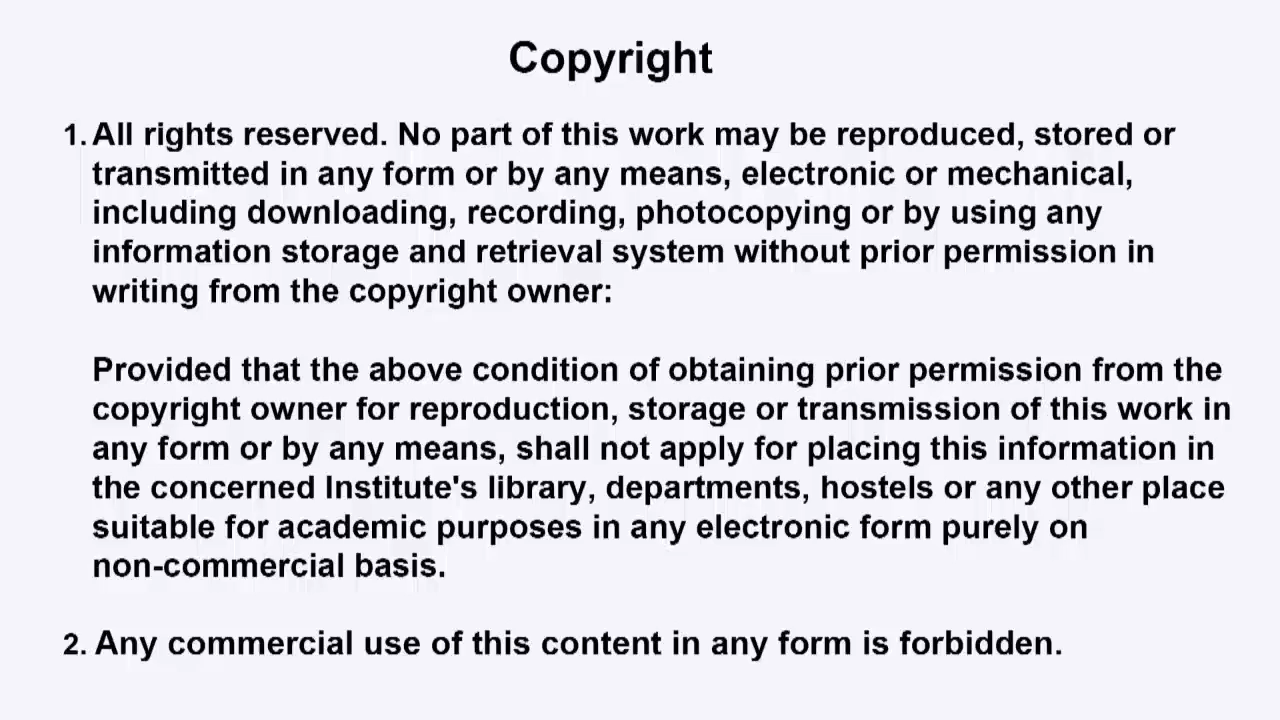 Copyright
1. All rights reserved. No part of this work may be reproduced, stored or
transmitted in any form or by any means, electronic or mechanical,
including downloading, recording, photocopying or by using any
information storage and retrieval system without prior permission in
writing from the copyright owner:
Provided that the above condition of obtaining prior permission from the
copyright owner for reproduction, storage or transmission of this work in
any form or by any means, shall not apply for placing this information in
the concerned Institute's library, departments, hostels or any other place
suitable for academic purposes in any electronic form purely on
non-commercial basis.
2. Any commercial use of this content in any form is forbidden.